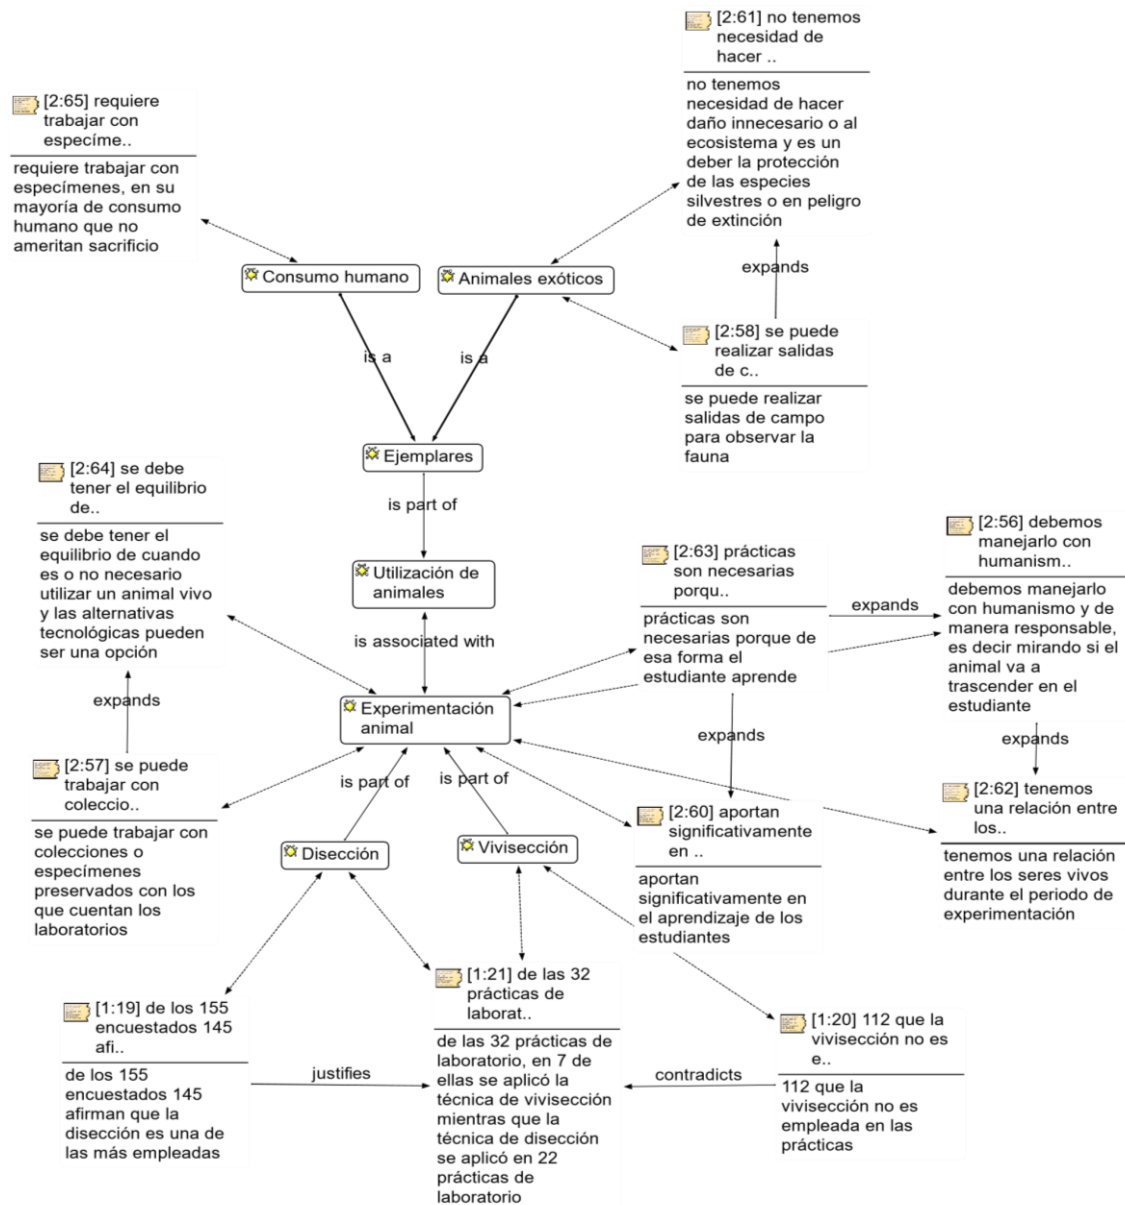 [2:61] no tenemos
necesidad de
hacer ..
no tenemos
necesidad de hacer
daño innecesario o al
ecosistema y es un
deber la protección
de las especies
silvestres o en peligro
de extinción
[2:65] requiere
trabajar con
especíme..
requiere trabajar con
especímenes, en su
mayoría de consumo
humano que no
ameritan sacrificio
expands
Consumo humano
Animales exóticos
[2:58] se puede
realizar salidas
de c..
se puede realizar
salidas de campo
para observar la
fauna
is a
is a
Ejemplares
is part of
[2:64] se debe
tener el equilibrio
de..
se debe tener el
equilibrio de cuando
es o no necesario
utilizar un animal vivo
y las alternativas
tecnológicas pueden
ser una opción
Utilización de
animales
is associated with
[2:63] prácticas
son necesarias
porqu..
prácticas son
necesarias porque de
esa forma el
estudiante aprende
expands
[2:56] debemos
manejarlo con
humanism..
debemos manejarlo
con humanismo y de
manera responsable,
es decir mirando si el
animal va a
trascender en el
estudiante
expands
Experimentación
animal
expands
expands
[2:57] se puede
trabajar con
coleccio..
se puede trabajar con
colecciones o
especímenes
preservados con los
que cuentan los
laboratorios
is part of
is part of
Disección
Vivisección
[2:60] aportan
significativamente
en ..
aportan
significativamente en
el aprendizaje de los
estudiantes
[2:62] tenemos
una relación entre
los..
tenemos una relación
entre los seres vivos
durante el periodo de
experimentación
[1:19] de los 155
encuestados 145
afi..
de los 155
encuestados 145
afirman que la
disección es una de
las más empleadas
justifies
[1:21] de las 32
prácticas de
laborat..
de las 32 prácticas de
laboratorio, en 7 de
ellas se aplicó la
técnica de vivisección
mientras que la
técnica de disección
se aplicó en 22
prácticas de
laboratorio
contradicts
[1:20] 112 que la
vivisección no es
e..
112 que la
vivisección no es
empleada en las
prácticas